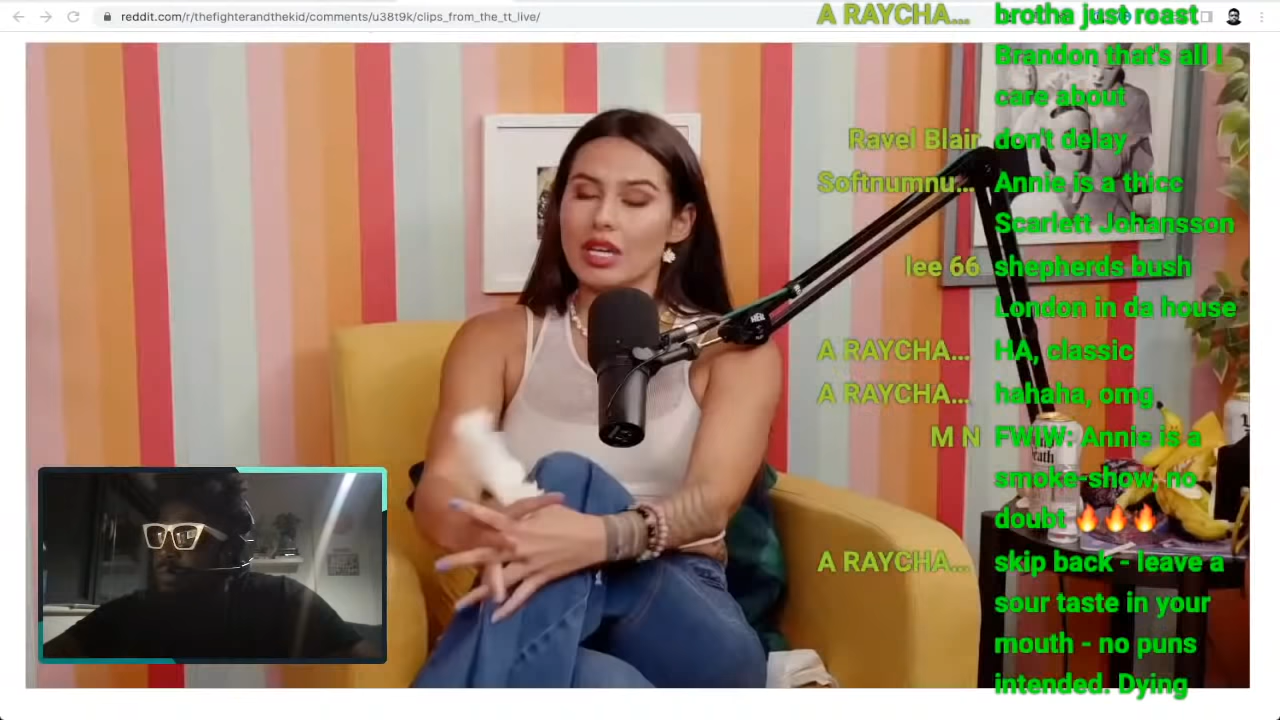 reddit.com/r/thefighterandthekid/comments/u38t98/clips_from_the_tt_live/
A RAYCHA... brotha just roast
Brandon that's all I
care about
Ravel Blair don't delay
Softnumnu... Annie is a thicc
Scarlett Johansson
lee 66 shepherds bush
London in da house
A RAYCHA... HA, classic
A RAYCHA... hahaha, omg
M N FWIW: Annie is a
smoke-show, no
doubt 🔥🔥🔥
A RAYCHA... skip back - leave a
sour taste in your
mouth - no puns
intended. Dying